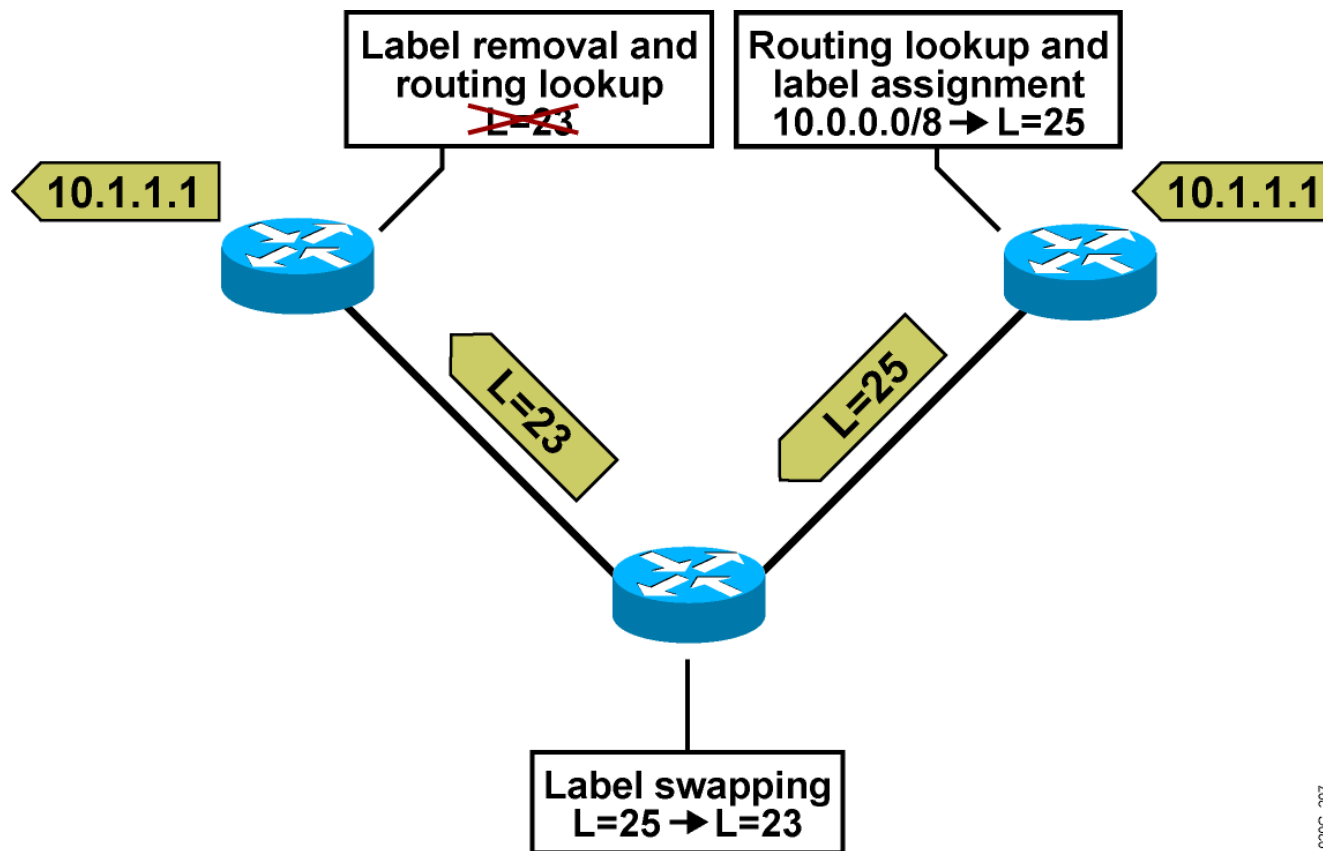 Label removal and
routing lookup
L=23
Routing lookup and
label assignment
10.0.0.0/8 → L=25
10.1.1.1
10.1.1.1
L=23
L=25
Label swapping
L=25 → L=23